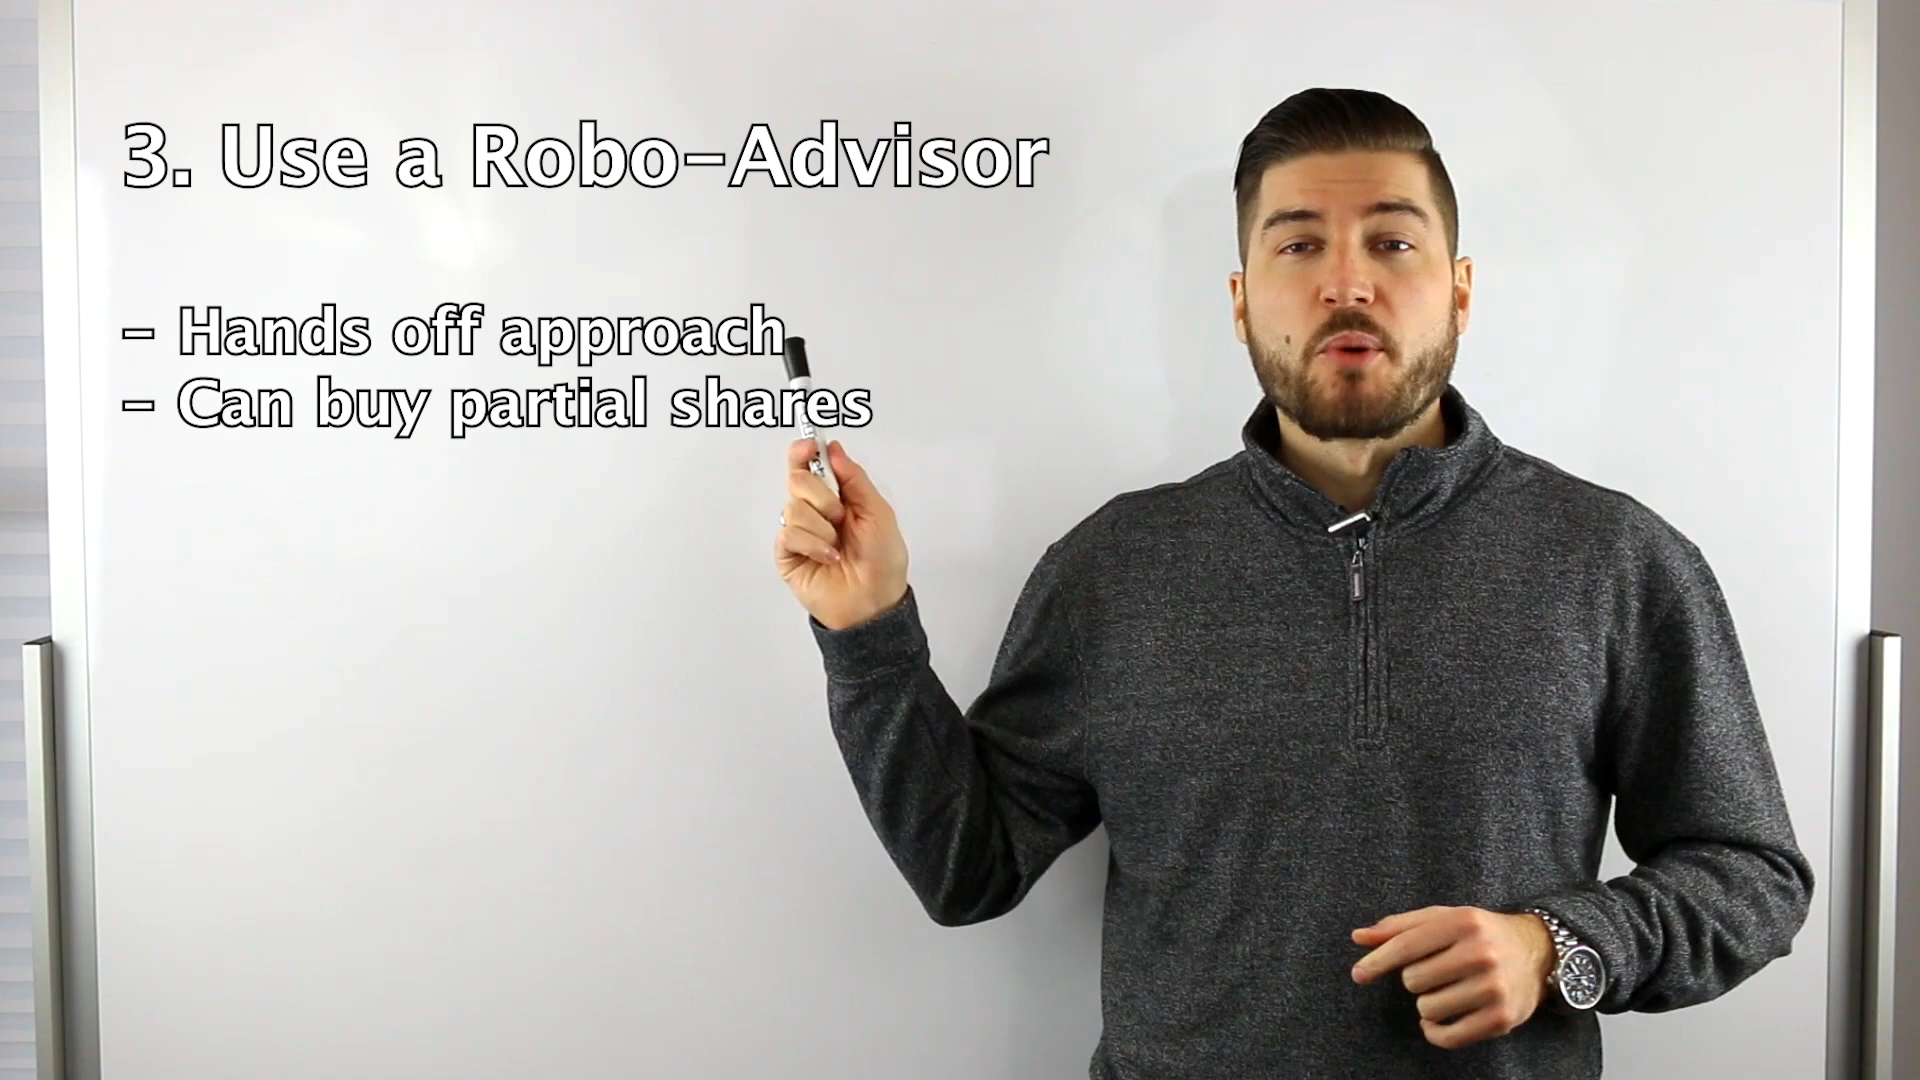 3. Use a Robo-Advisor
- Hands off approach
- Can buy partial shares